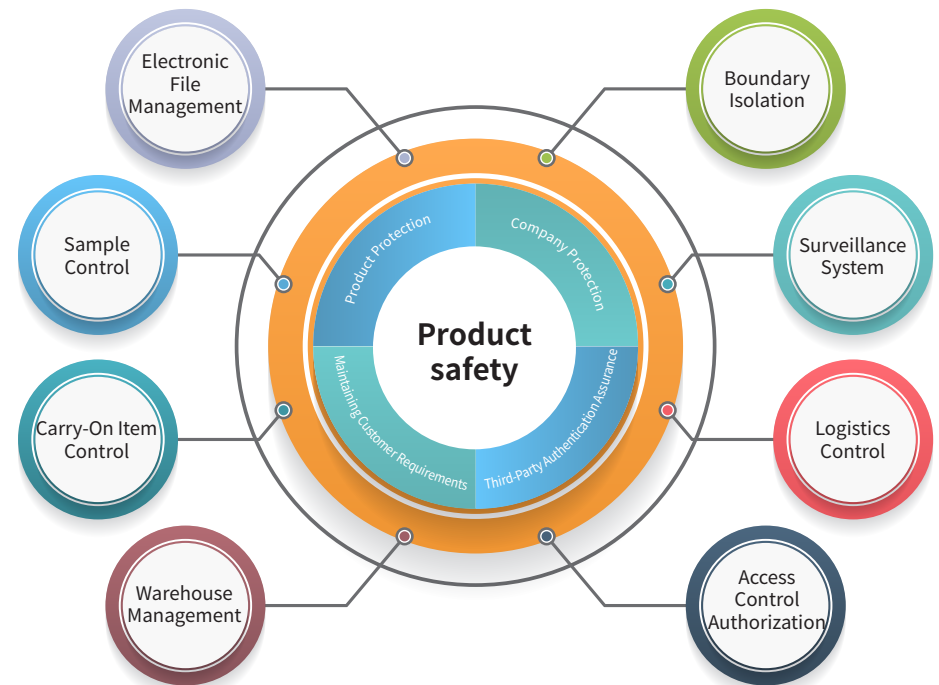 Electronic
File
Management
Boundary
Isolation
Sample
Control
Surveillance
System
Product Protection
Company Protection
Product
safety
Maintaining Customer Requirements
Third-Party Authentication Assurance
Carry-On Item
Control
Logistics
Control
Warehouse
Management
Access
Control
Authorization